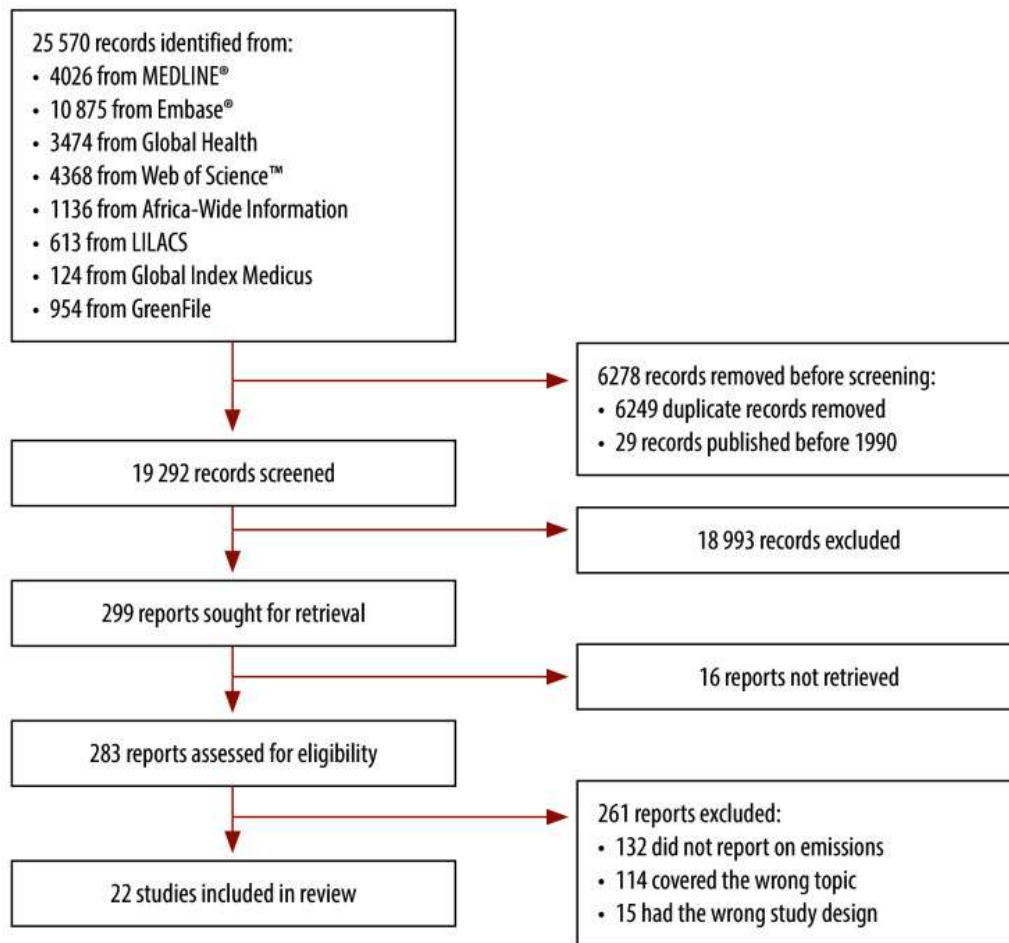 25 570 records identified from:
• 4026 from MEDLINE®
• 10 875 from Embase®
• 3474 from Global Health
• 4368 from Web of Science™
• 1136 from Africa-Wide Information
• 613 from LILACS
• 124 from Global Index Medicus
• 954 from GreenFile
6278 records removed before screening:
• 6249 duplicate records removed
• 29 records published before 1990
19 292 records screened
18 993 records excluded
299 reports sought for retrieval
16 reports not retrieved
283 reports assessed for eligibility
261 reports excluded:
• 132 did not report on emissions
• 114 covered the wrong topic
• 15 had the wrong study design
22 studies included in review